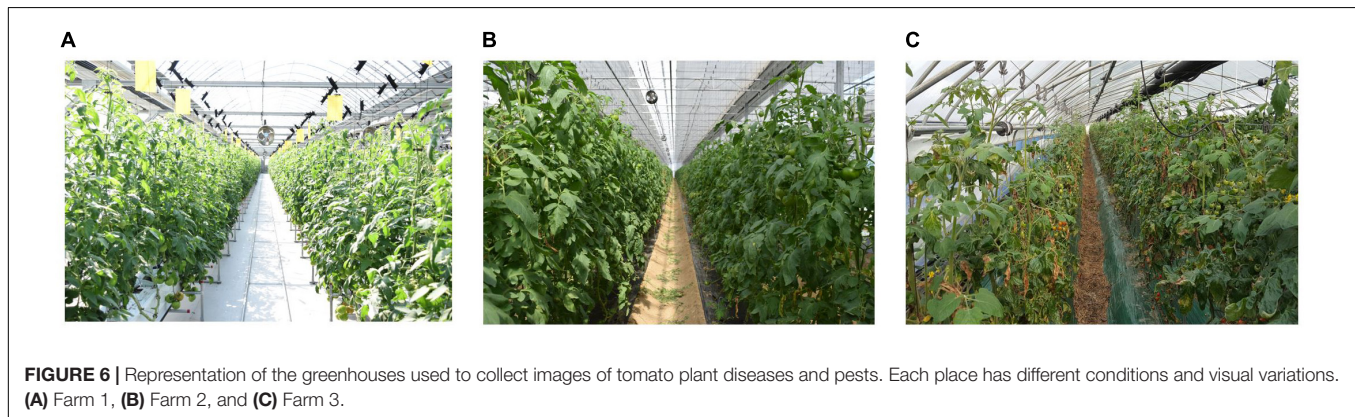 A
B
C
FIGURE 6 | Representation of the greenhouses used to collect images of tomato plant diseases and pests. Each place has different conditions and visual variations.
(A) Farm 1, (B) Farm 2, and (C) Farm 3.